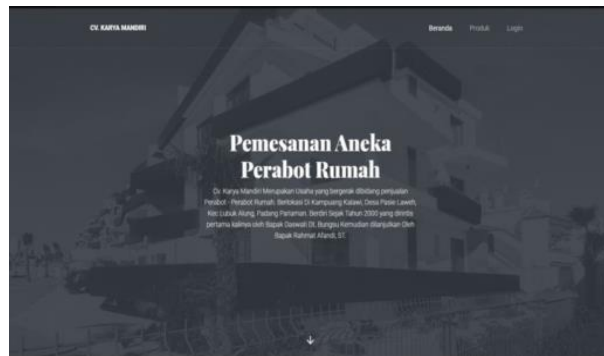 CV. KARYA MANDIRI
Beranda Produk Login
Pemesanan Aneka
Perabot Rumah
Cv. Karya Mandiri Merupakan Usaha yang bergerak dibidang penjualan
Perabot - Perabot Rumah. Berlokasi Di Kampuang Kalawi, Desa Pasie Laweh,
Kec Lubuk Alung, Padang Pariaman. Berdiri Sejak Tahun 2000 yang dirintis
pertama kalinya oleh Bapak Daswati Dt. Bungsu Kemudian dilanjutkan Oleh
Bapak Rahmat Afandi, ST.